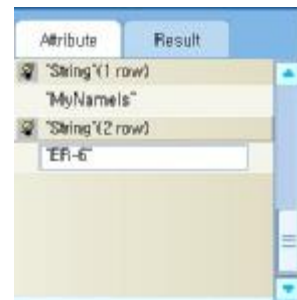 Attribute
Result
"String"(1 row)
"MyNameIs"
"String"(2 row)
"ER-6"